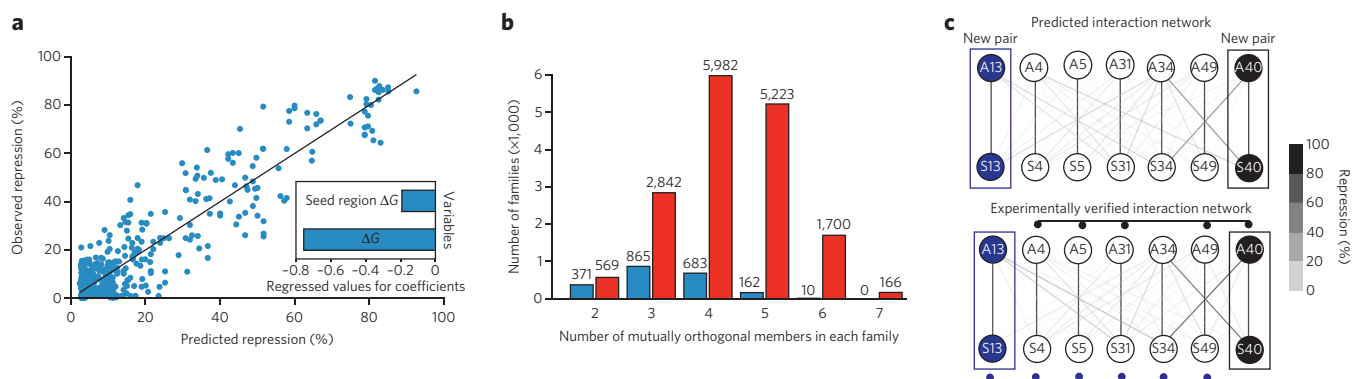 a
100
80
60
40
20
0
Observed repression (%)
0
20
40
60
80
100
Predicted repression (%)
Seed region ΔG
ΔG
Variables
–0.8
–0.6
–0.4
–0.2
0
Regressed values for coefficients
b
6
5
4
3
2
1
0
Number of families (×1,000)
371
569
865
2,842
683
5,982
162
5,223
10
1,700
0
166
2
3
4
5
6
7
Number of mutually orthogonal members in each family
c
Predicted interaction network
New pair
New pair
A13
A4
A5
A31
A34
A49
A40
S13
S4
S5
S31
S34
S49
S40
Experimentally verified interaction network
A13
A4
A5
A31
A34
A49
A40
S13
S4
S5
S31
S34
S49
S40
100
80
60
40
20
0
Repression (%)